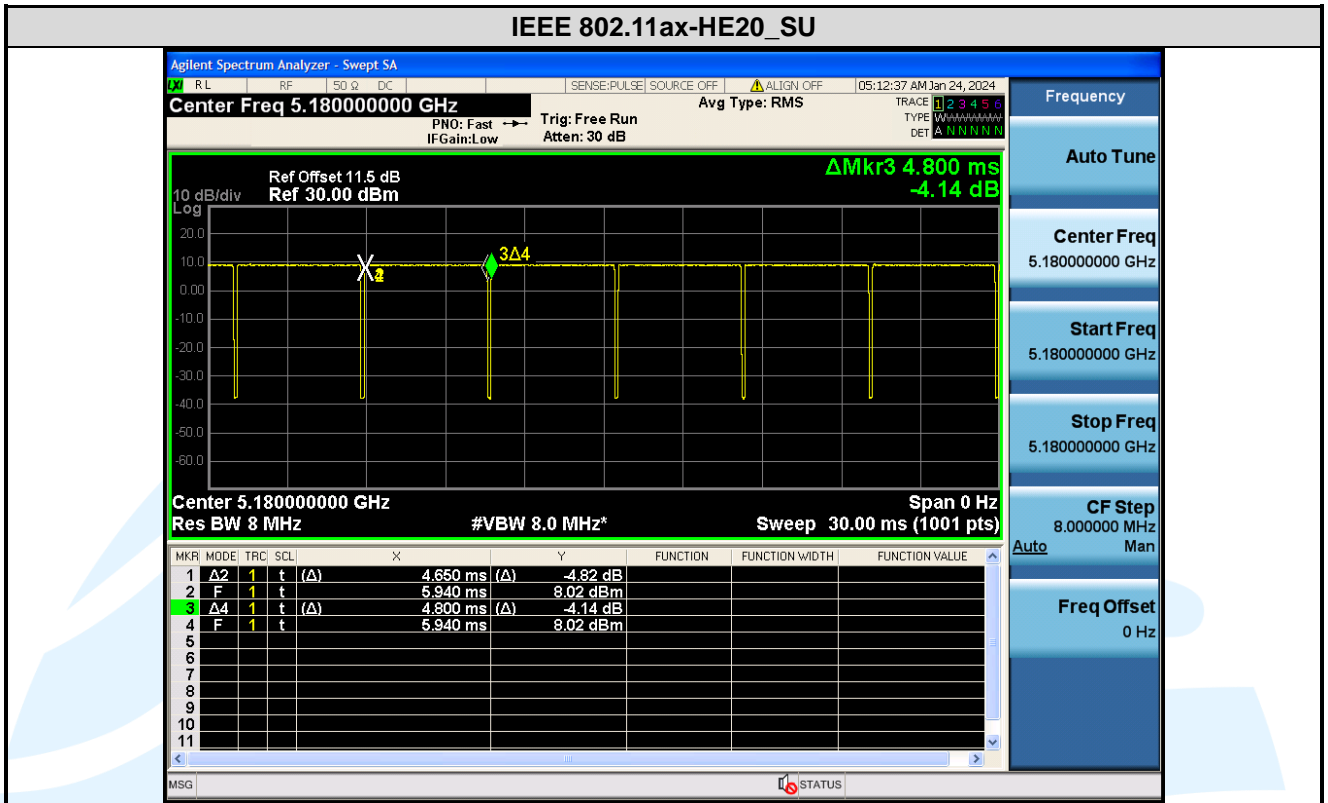 IEEE 802.11ax-HE20_SU
Agilent Spectrum Analyzer - Swept SA
LXI RL RF 50 Ω DC SENSE:PULSE SOURCE OFF ALIGN OFF 05:12:37 AM Jan 24, 2024
Center Freq 5.180000000 GHz
PNO: Fast
IFGain:Low
Trig: Free Run
Atten: 30 dB
Avg Type: RMS
TRACE 1 2 3 4 5 6
TYPE W
DET A N N N N N
ΔMkr3 4.800 ms
-4.14 dB
Ref Offset 11.5 dB
10 dB/div Ref 30.00 dBm
Log
20.0
10.0
0.00
-10.0
-20.0
-30.0
-40.0
-50.0
-60.0
3Δ4
Center 5.180000000 GHz Span 0 Hz
Res BW 8 MHz #VBW 8.0 MHz* Sweep 30.00 ms (1001 pts)
MKR MODE TRC SCL X Y FUNCTION FUNCTION WIDTH FUNCTION VALUE
1 Δ2 1 t (Δ) 4.650 ms (Δ) -4.82 dB
2 F 1 t 5.940 ms 8.02 dBm
3 Δ4 1 t (Δ) 4.800 ms (Δ) -4.14 dB
4 F 1 t 5.940 ms 8.02 dBm
5
6
7
8
9
10
11
MSG STATUS
Frequency
Auto Tune
Center Freq
5.180000000 GHz
Start Freq
5.180000000 GHz
Stop Freq
5.180000000 GHz
CF Step
8.000000 MHz
Auto Man
Freq Offset
0 Hz